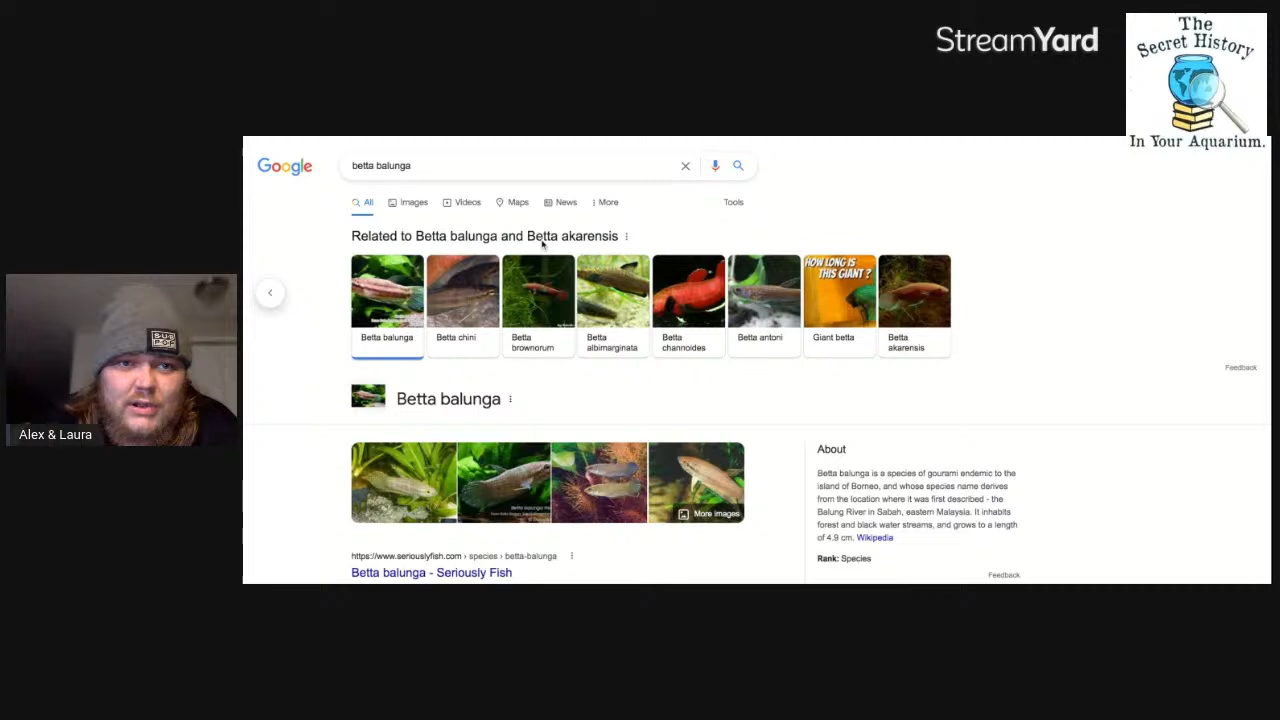 StreamYard
The
Secret History
In Your Aquarium.
Google
betta balunga
All
Images
Videos
Maps
News
More
Tools
Related to Betta balunga and Betta akarensis
HOW LONG IS
THIS GIANT ?
Betta balunga
Betta chini
Betta
brownorum
Betta
albimarginata
Betta
channoides
Betta antoni
Giant betta
Betta
akarensis
Feedback
SUB
POP
Alex & Laura
Betta balunga
More images
About
Betta balunga is a species of gourami endemic to the
island of Borneo, and whose species name derives
from the location where it was first described - the
Balung River in Sabah, eastern Malaysia. It inhabits
forest and black water streams, and grows to a length
of 4.9 cm. Wikipedia
Rank: Species
Feedback
https://www.seriouslyfish.com › species › betta-balunga
Betta balunga - Seriously Fish